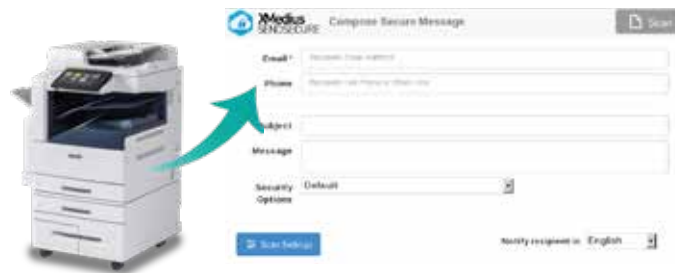 XMedius
SENDSECURE
Compose Secure Message
Scan
Email *
Phone
Subject
Message
Security
Options
Default
Scan Settings
Notify recipient in English